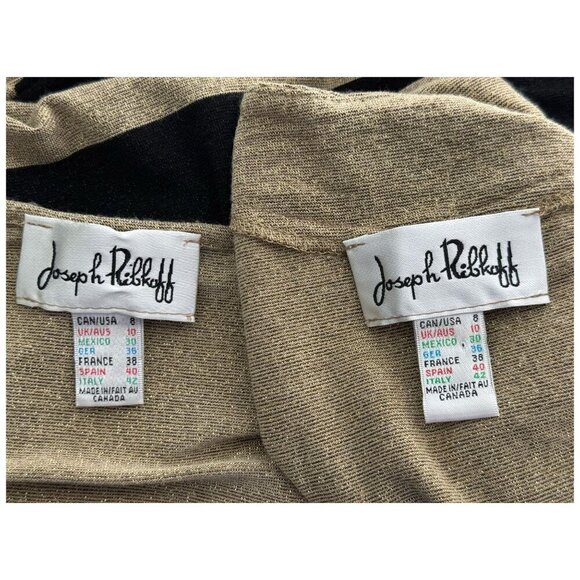 Joseph Ribkoff
CAN/USA 8
UK/AUS 10
MEXICO 30
GER 36
FRANCE 38
SPAIN 40
ITALY 42
MADE IN/FAIT AU
CANADA
Joseph Ribkoff
CAN/USA 8
UK/AUS 10
MEXICO 30
GER 36
FRANCE 38
SPAIN 40
ITALY 42
MADE IN/FAIT AU
CANADA